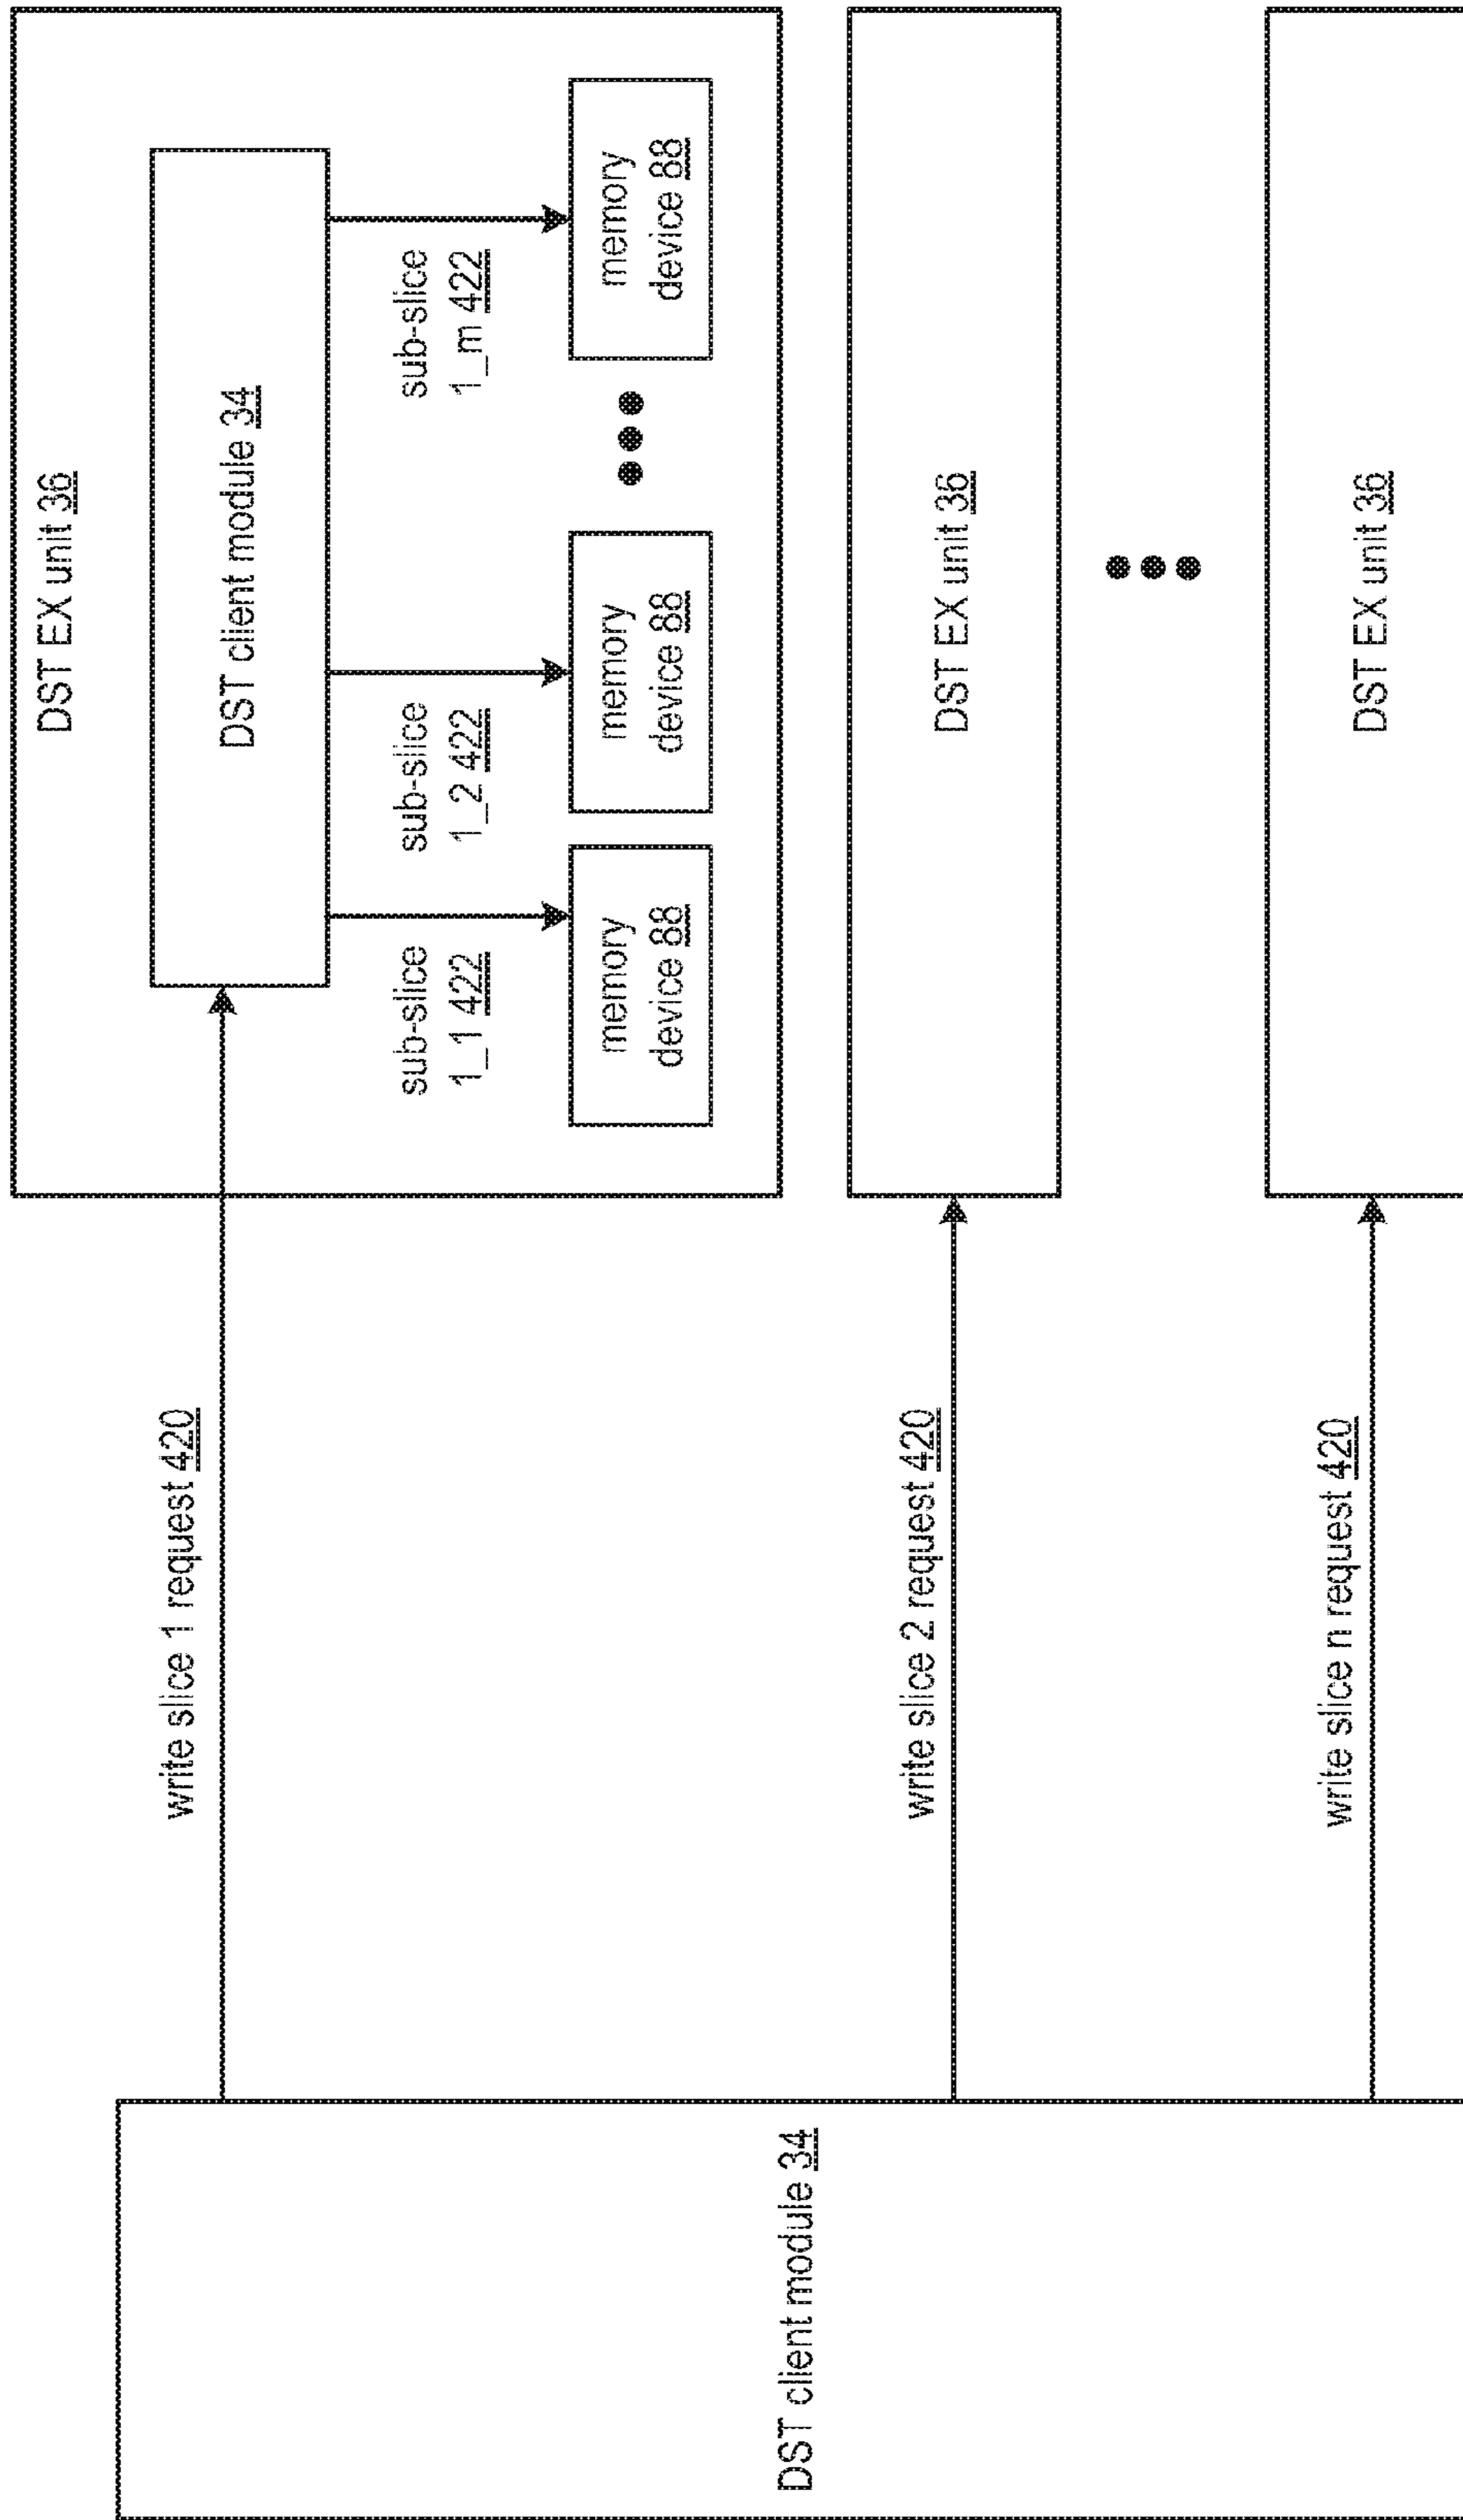 DST client module 34
write slice 1 request 420
write slice 2 request 420
write slice n request 420
DST EX unit 36
DST client module 34
sub-slice
1_1 422
sub-slice
1_2 422
sub-slice
1_m 422
memory
device 88
memory
device 88
memory
device 88
DST EX unit 36
DST EX unit 36